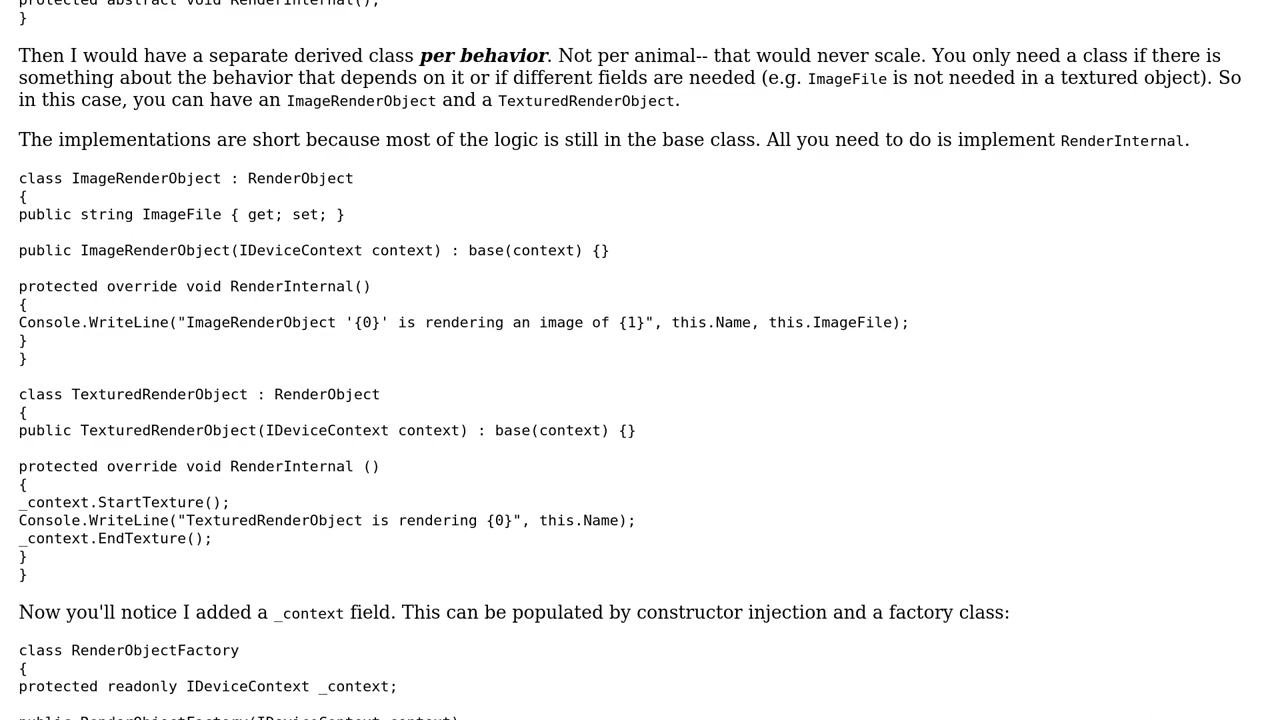 protected abstract void RenderInternal();
}
Then I would have a separate derived class per behavior. Not per animal-- that would never scale. You only need a class if there is
something about the behavior that depends on it or if different fields are needed (e.g. ImageFile is not needed in a textured object). So
in this case, you can have an ImageRenderObject and a TexturedRenderObject.
The implementations are short because most of the logic is still in the base class. All you need to do is implement RenderInternal.
class ImageRenderObject : RenderObject
{
public string ImageFile { get; set; }
public ImageRenderObject(IDeviceContext context) : base(context) {}
protected override void RenderInternal()
{
Console.WriteLine("ImageRenderObject '{0}' is rendering an image of {1}", this.Name, this.ImageFile);
}
}
class TexturedRenderObject : RenderObject
{
public TexturedRenderObject(IDeviceContext context) : base(context) {}
protected override void RenderInternal ()
{
_context.StartTexture();
Console.WriteLine("TexturedRenderObject is rendering {0}", this.Name);
_context.EndTexture();
}
}
Now you'll notice I added a _context field. This can be populated by constructor injection and a factory class:
class RenderObjectFactory
{
protected readonly IDeviceContext _context;
public RenderObjectFactory(IDeviceContext context)